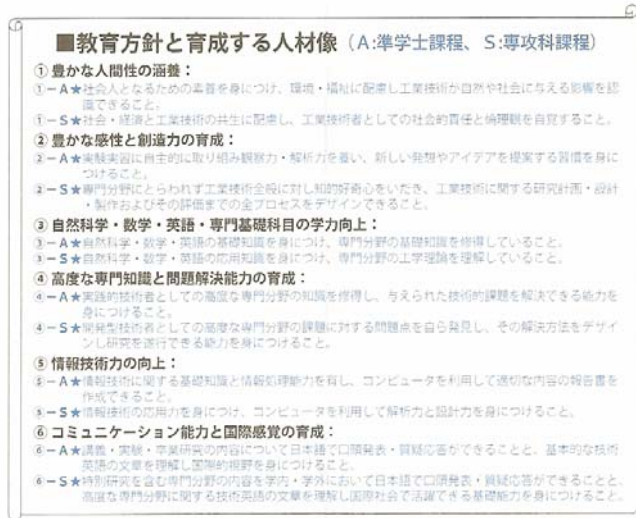 ■教育方針と育成する人材像（A:準学士課程、S:専攻科課程）
①豊かな人間性の涵養：
①－A★社会人となるための素養を身につけ、環境・福祉に配慮し工業技術が自然や社会に与える影響を認
識できること。
①－S★社会・経済と工業技術の共生に配慮し、工業技術者としての社会的責任と倫理観を自覚すること。
②豊かな感性と創造力の育成：
②－A★実験実習に自主的に取り組み観察力・解析力を養い、新しい発想やアイデアを提案する習慣を身に
つけること。
②－S★専門分野にとらわれず工業技術全般に対し知的好奇心をいだき、工業技術に関する研究計画・設計
・製作およびその評価までの全プロセスをデザインできること。
③自然科学・数学・英語・専門基礎科目の学力向上：
③－A★自然科学・数学・英語の基礎知識を身につけ、専門分野の基礎知識を修得していること。
③－S★自然科学・数学・英語の応用知識を身につけ、専門分野の工学理論を理解していること。
④高度な専門知識と問題解決能力の育成：
④－A★実践的技術者としての高度な専門分野の知識を修得し、与えられた技術的課題を解決できる能力を
身につけること。
④－S★開発型技術者としての高度な専門分野の課題に対する問題点を自ら発見し、その解決方法をデザイ
ンし研究を遂行できる能力を身につけること。
⑤情報技術力の向上：
⑤－A★情報技術に関する基礎知識と情報処理能力を有し、コンピュータを利用して適切な内容の報告書を
作成できること。
⑤－S★情報技術の応用力を身につけ、コンピュータを利用して解析力と設計力を身につけること。
⑥コミュニケーション能力と国際感覚の育成：
⑥－A★講義・実験・卒業研究の内容について日本語で口頭発表・質疑応答ができることと、基本的な技術
英語の文章を理解し国際的視野を身につけること。
⑥－S★特別研究を含む専門分野の内容を学内・学外において日本語で口頭発表・質疑応答ができることと、
高度な専門分野に関する技術英語の文章を理解し国際社会で活躍できる基礎能力を身につけること。